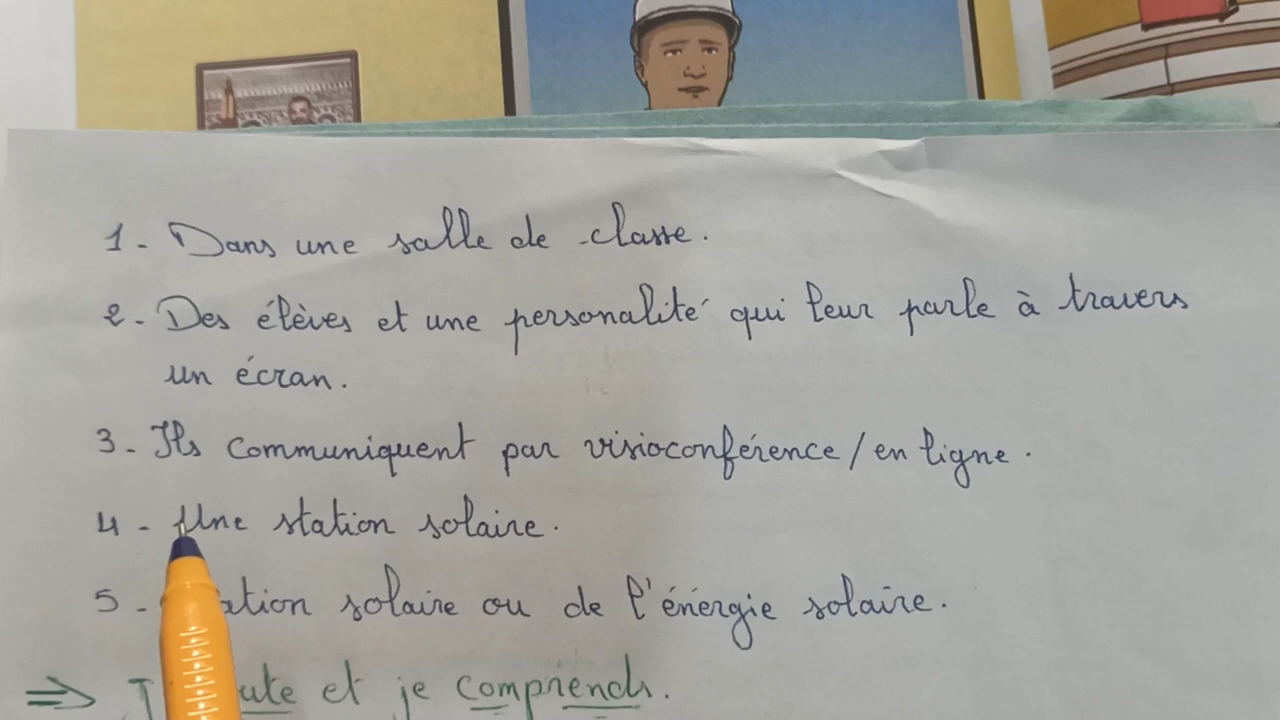 1 - Dans une salle de classe.
2 - Des élèves et une personalité qui leur parle à travers
un écran.
3 - Ils communiquent par visioconférence / en ligne.
4 - Une station solaire.
5 - solaire ou de l'énergie solaire.
⇒ et je comprends.